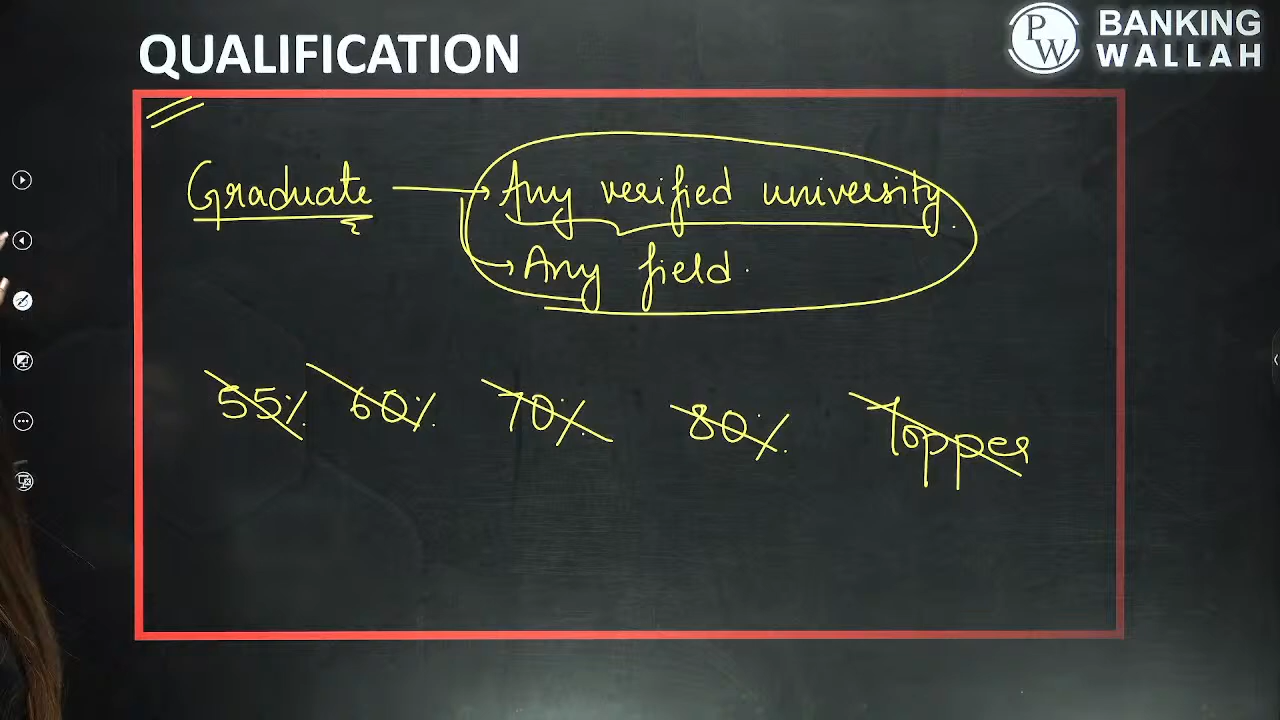 QUALIFICATION
PW BANKING
WALLAH
Graduate → Any verified university.
→ Any field.
55% 60% 70% 80% Topper